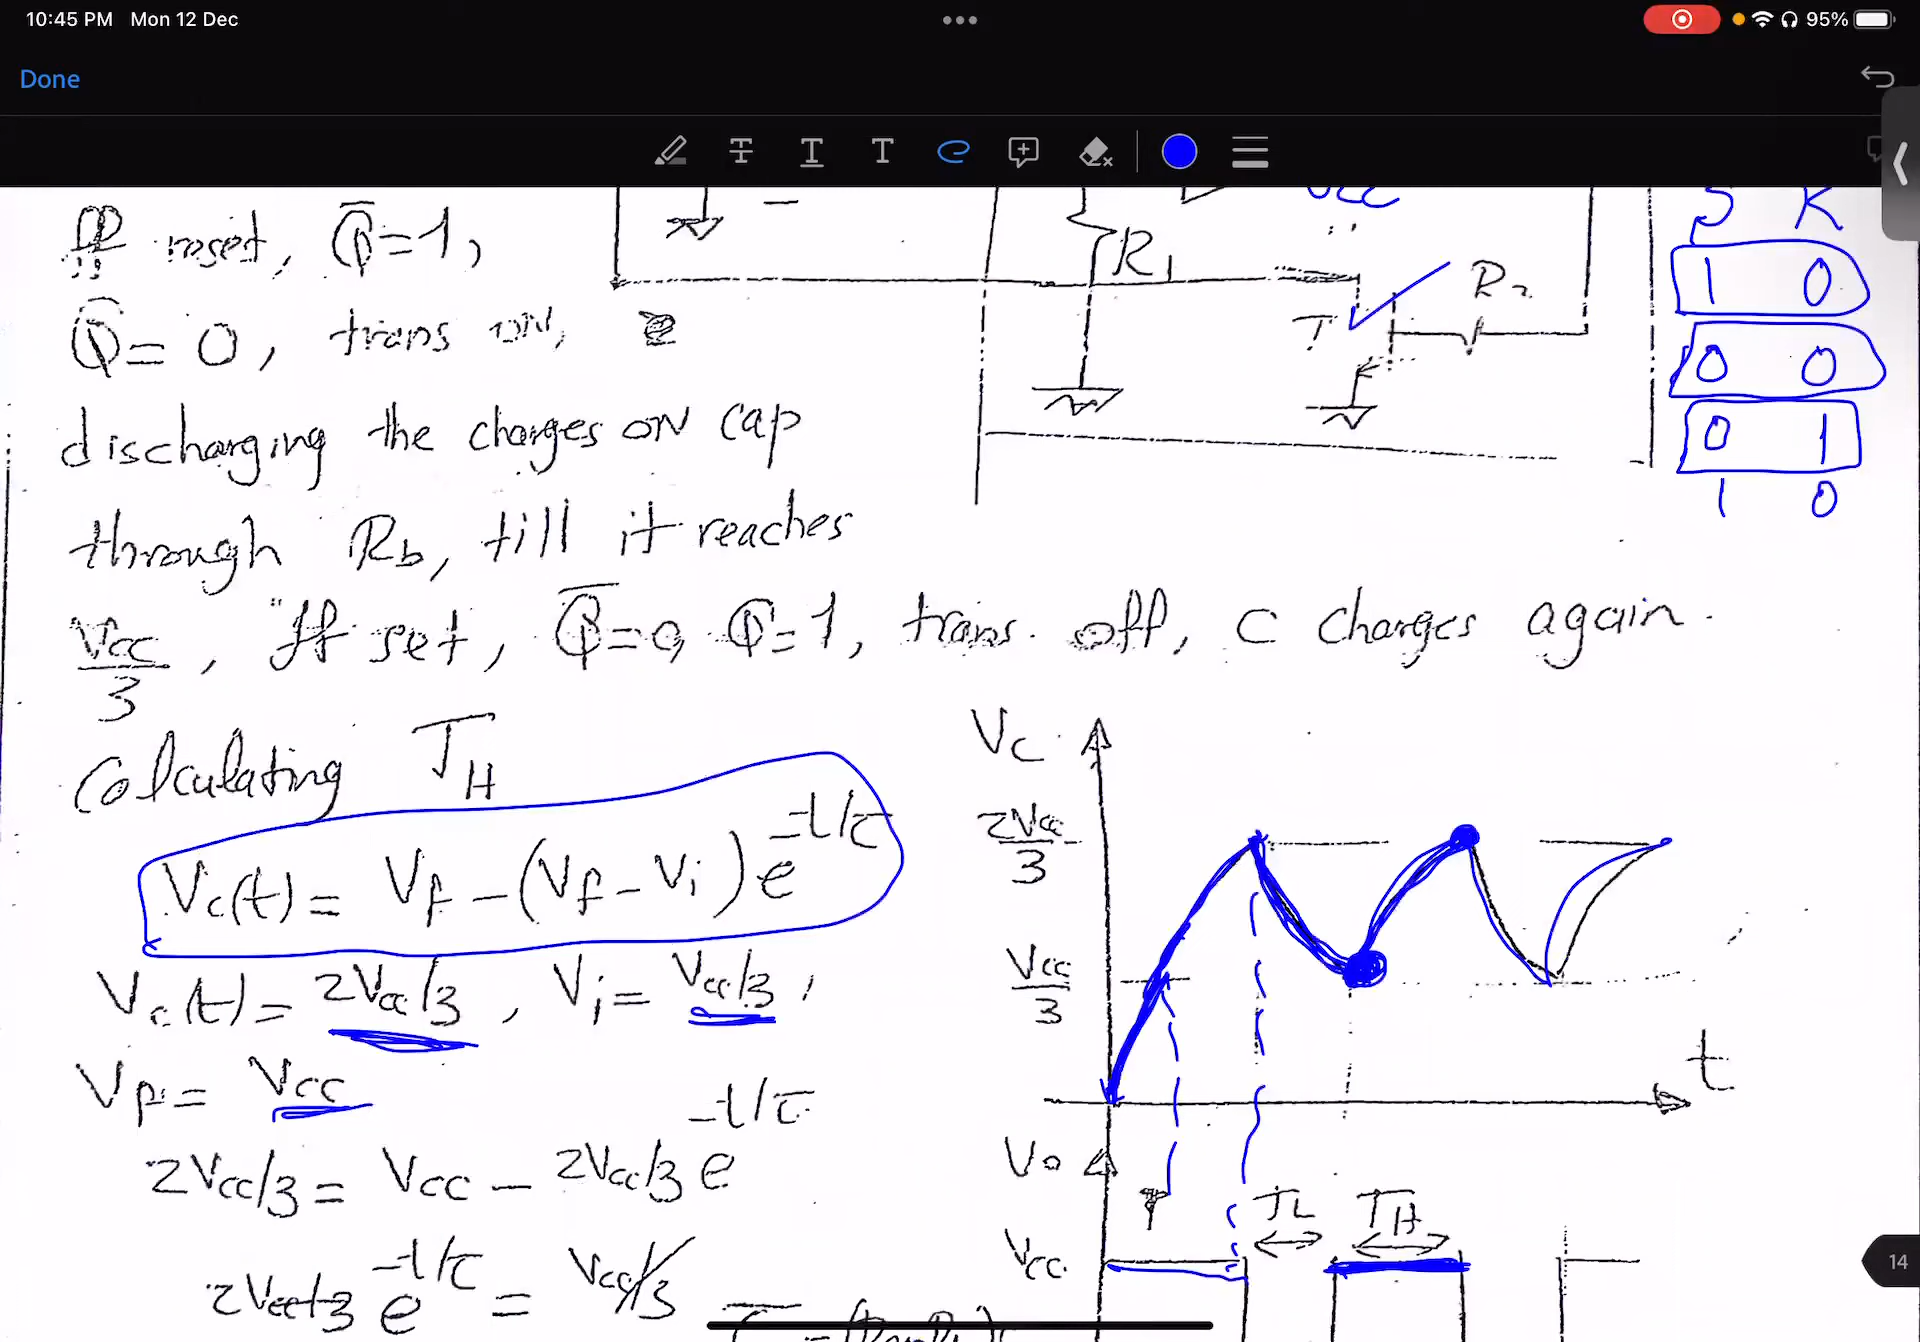 10:45 PM Mon 12 Dec
95%
Done
ff reset, Q̅=1,
Q̅= 0, trans ON,
discharging the charges ON cap
through Rb, till it reaches
Vcc/3, ff set, Q̅=0, Q=1, trans. off, C charges again.
R1
T
R2
Vcc
S R
1 0
0 0
0 1
1 0
Calculating TH
Vc(t) = Vf - (Vf - Vi) e^-t/τ
Vc(t) = 2Vcc/3, Vi = Vcc/3,
Vf = Vcc
2Vcc/3 = Vcc - 2Vcc/3 e^-t/τ
2Vcc/3 e^-t/τ = Vcc/3
Vc
2Vcc/3
Vcc/3
t
Vo
TL TH
Vcc
14